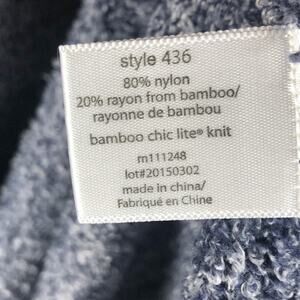 style 436
80% nylon
20% rayon from bamboo/
rayonne de bambou
bamboo chic lite® knit
m111248
lot#20150302
made in china/
Fabriqué en Chine